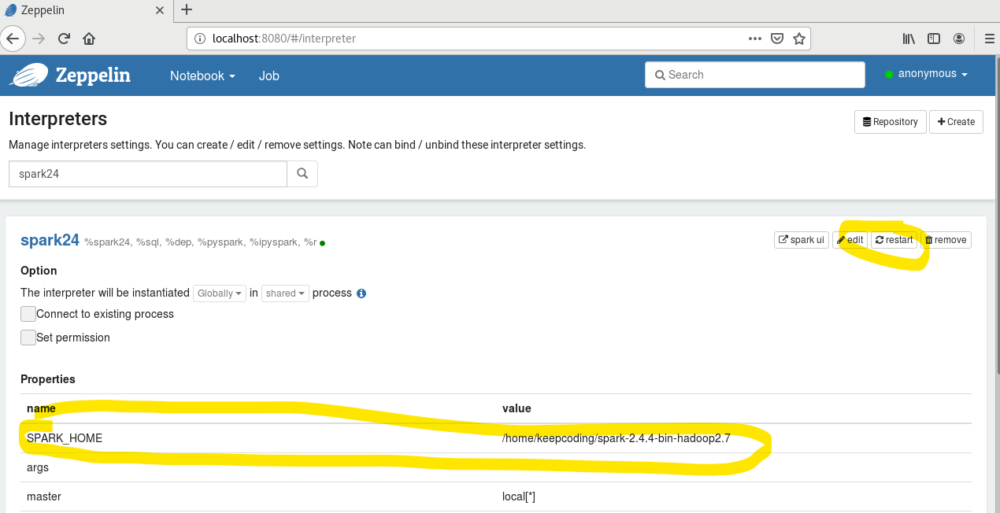 Zeppelin
localhost:8080/#/interpreter
Zeppelin Notebook Job Search anonymous
Interpreters
Repository Create
Manage interpreters settings. You can create / edit / remove settings. Note can bind / unbind these interpreter settings.
spark24
spark24 %spark24, %sql, %dep, %pyspark, %ipyspark, %r spark ui edit restart remove
Option
The interpreter will be instantiated Globally in shared process
Connect to existing process
Set permission
Properties
name value
SPARK_HOME /home/keepcoding/spark-2.4.4-bin-hadoop2.7
args
master local[*]